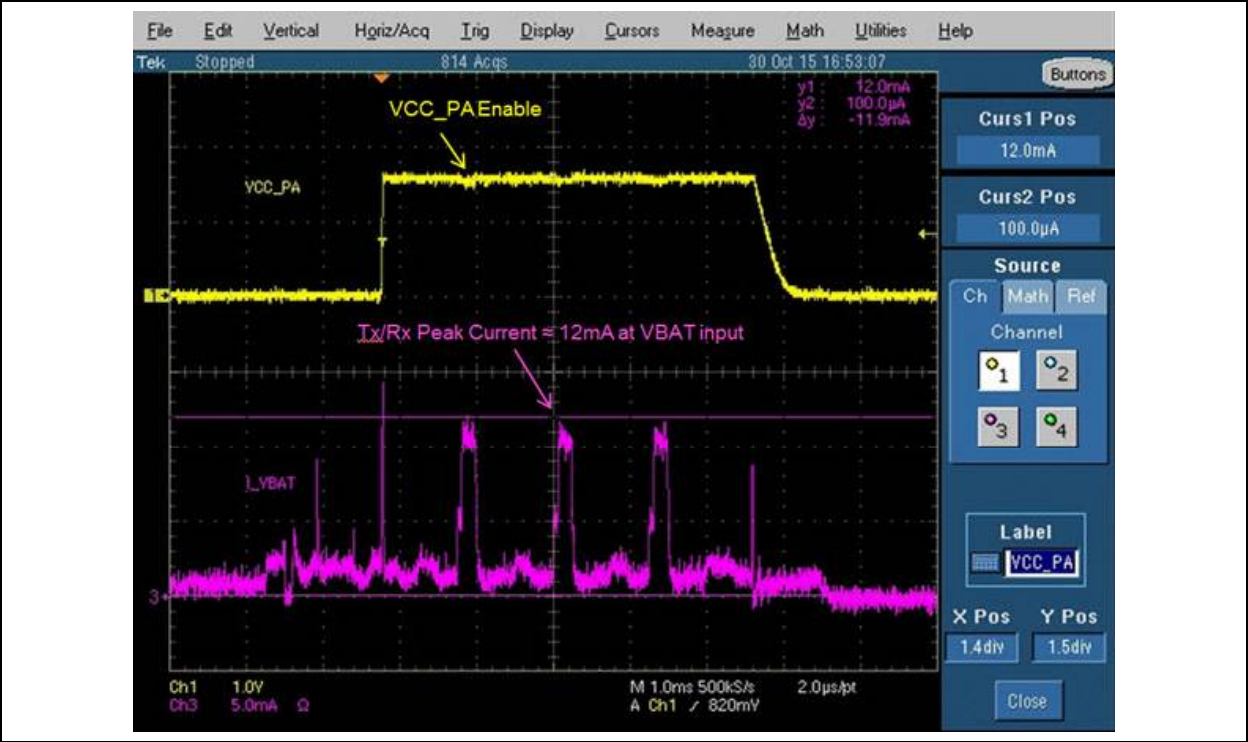 File Edit Vertical Horiz/Acq Trig Display Cursors Measure Math Utilities Help
Tek Stopped 814 Acqs 30 Oct 15 16:53:07
Buttons
y1 : 12.0mA
y2 : 100.0µA
Δy : -11.9mA
VCC_PA Enable
VCC_PA
Curs1 Pos
12.0mA
Curs2 Pos
100.0µA
Source
Ch Math Ref
Channel
1 2
3 4
Tx/Rx Peak Current ≈ 12mA at VBAT input
I_VBAT
1
3
Label
VCC_PA
X Pos Y Pos
1.4div 1.5div
Close
Ch1 1.0V M 1.0ms 500kS/s 2.0µs/pt
Ch3 5.0mA Ω A Ch1 / 820mV